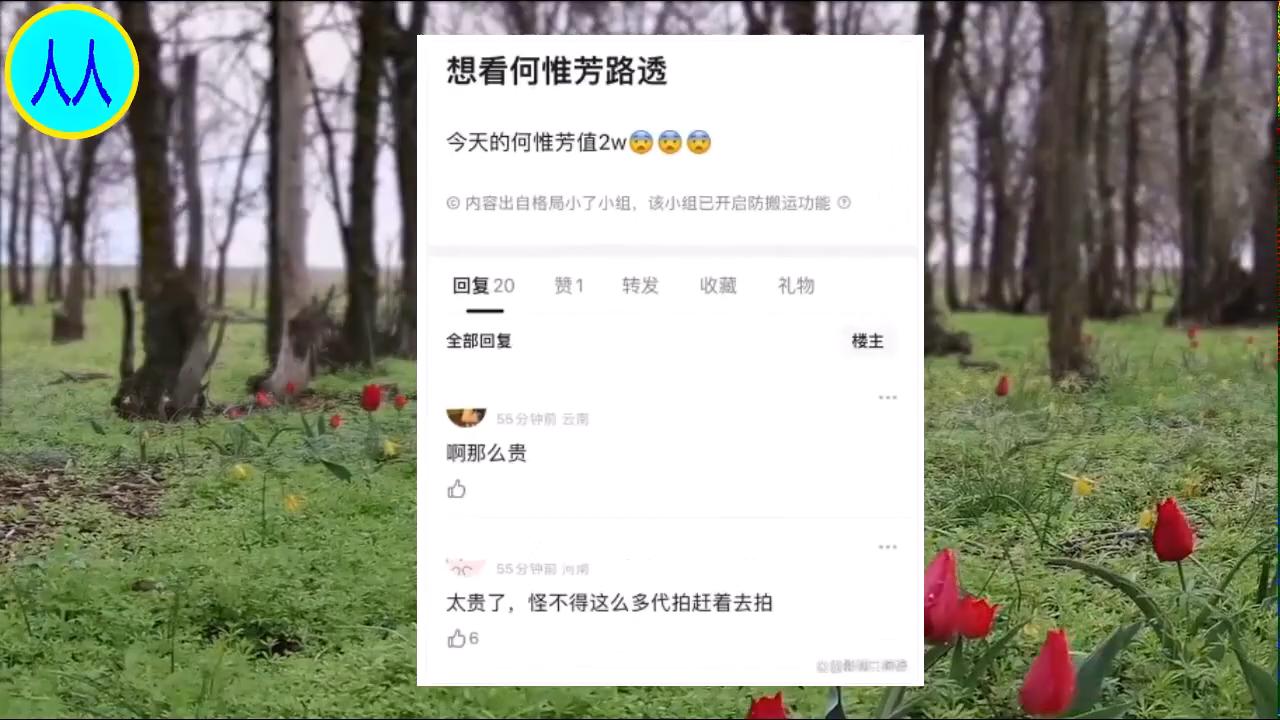 想看何惟芳路透
今天的何惟芳值2w😨😨😨
© 内容出自格局小了小组，该小组已开启防搬运功能 ?
回复 20 赞 1 转发 收藏 礼物
全部回复 楼主
55分钟前 云南
啊那么贵
55分钟前 河南
太贵了，怪不得这么多代拍赶着去拍
6